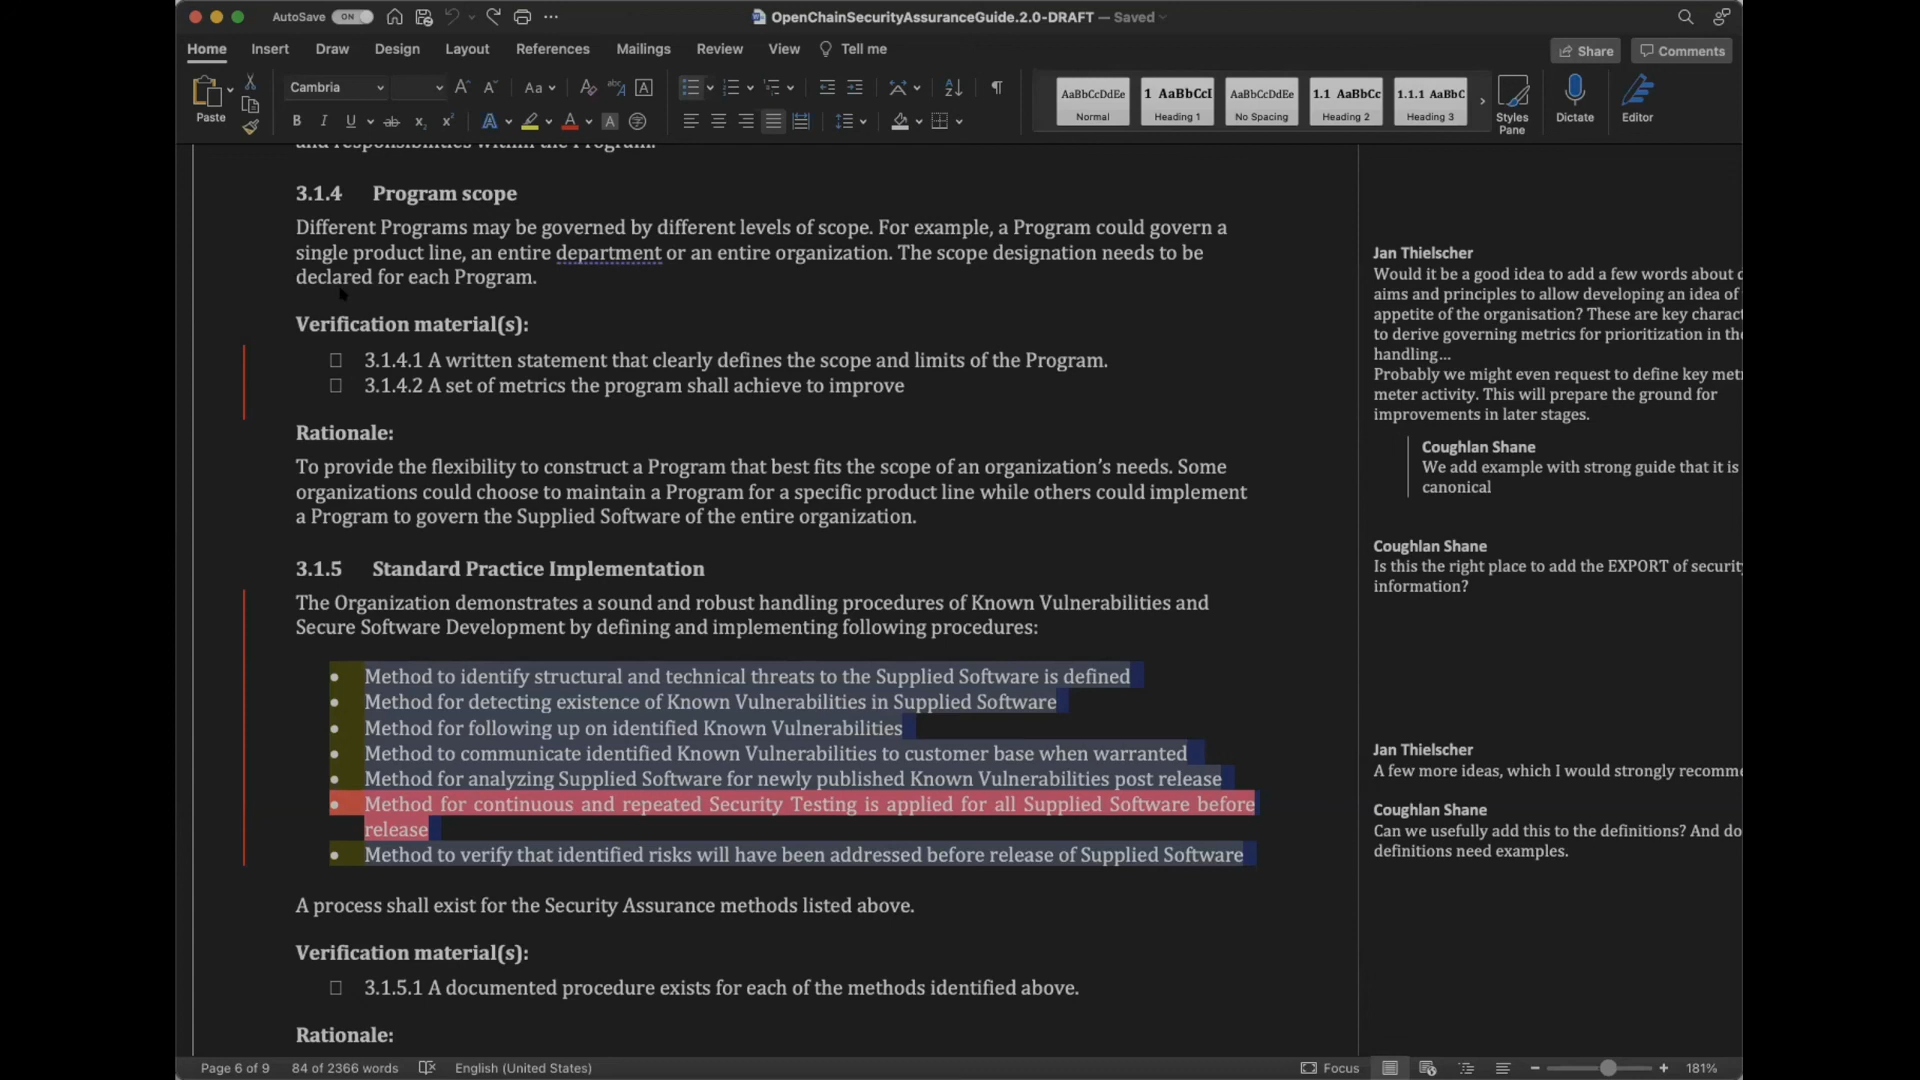 AutoSave ON
OpenChainSecurityAssuranceGuide.2.0-DRAFT — Saved
Home Insert Draw Design Layout References Mailings Review View Tell me Share Comments
Paste
Cambria
AaBbCcDdEe Normal
1 AaBbCcI Heading 1
AaBbCcDdEe No Spacing
1.1 AaBbCc Heading 2
1.1.1 AaBbC Heading 3
Styles Pane
Dictate
Editor
and responsibilities within the Program.
3.1.4 Program scope
Different Programs may be governed by different levels of scope. For example, a Program could govern a
single product line, an entire department or an entire organization. The scope designation needs to be
declared for each Program.
Verification material(s):
3.1.4.1 A written statement that clearly defines the scope and limits of the Program.
3.1.4.2 A set of metrics the program shall achieve to improve
Rationale:
To provide the flexibility to construct a Program that best fits the scope of an organization’s needs. Some
organizations could choose to maintain a Program for a specific product line while others could implement
a Program to govern the Supplied Software of the entire organization.
3.1.5 Standard Practice Implementation
The Organization demonstrates a sound and robust handling procedures of Known Vulnerabilities and
Secure Software Development by defining and implementing following procedures:
• Method to identify structural and technical threats to the Supplied Software is defined
• Method for detecting existence of Known Vulnerabilities in Supplied Software
• Method for following up on identified Known Vulnerabilities
• Method to communicate identified Known Vulnerabilities to customer base when warranted
• Method for analyzing Supplied Software for newly published Known Vulnerabilities post release
• Method for continuous and repeated Security Testing is applied for all Supplied Software before
release
• Method to verify that identified risks will have been addressed before release of Supplied Software
A process shall exist for the Security Assurance methods listed above.
Verification material(s):
3.1.5.1 A documented procedure exists for each of the methods identified above.
Rationale:
Jan Thielscher
Would it be a good idea to add a few words about
aims and principles to allow developing an idea of
appetite of the organisation? These are key
to derive governing metrics for prioritization in the
handling...
Probably we might even request to define key
meter activity. This will prepare the ground for
improvements in later stages.
Coughlan Shane
We add example with strong guide that it is
canonical
Coughlan Shane
Is this the right place to add the EXPORT of
information?
Jan Thielscher
A few more ideas, which I would strongly
Coughlan Shane
Can we usefully add this to the definitions? And do
definitions need examples.
Page 6 of 9 84 of 2366 words English (United States) Focus 181%